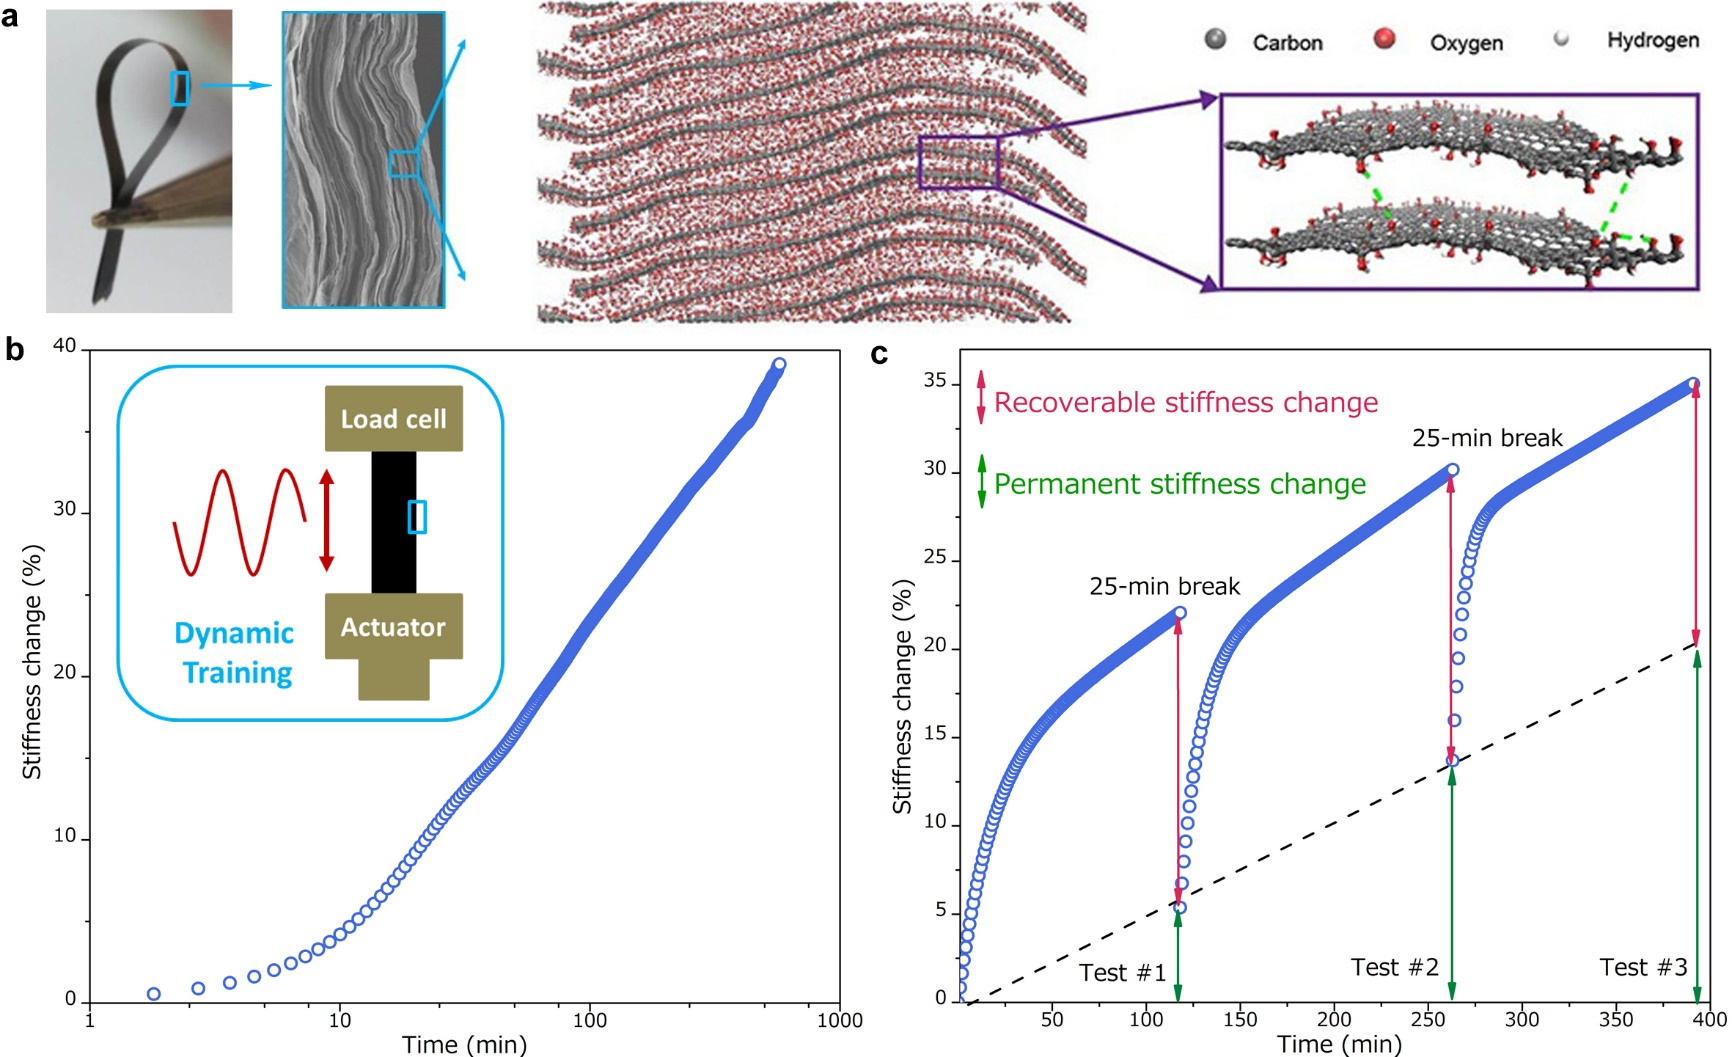 a
Carbon
Oxygen
Hydrogen
b
40
30
20
10
0
1
10
100
1000
Stiffness change (%)
Time (min)
Load cell
Actuator
Dynamic
Training
c
35
30
25
20
15
10
5
0
50
100
150
200
250
300
350
400
Stiffness change (%)
Time (min)
Recoverable stiffness change
Permanent stiffness change
25-min break
25-min break
Test #1
Test #2
Test #3